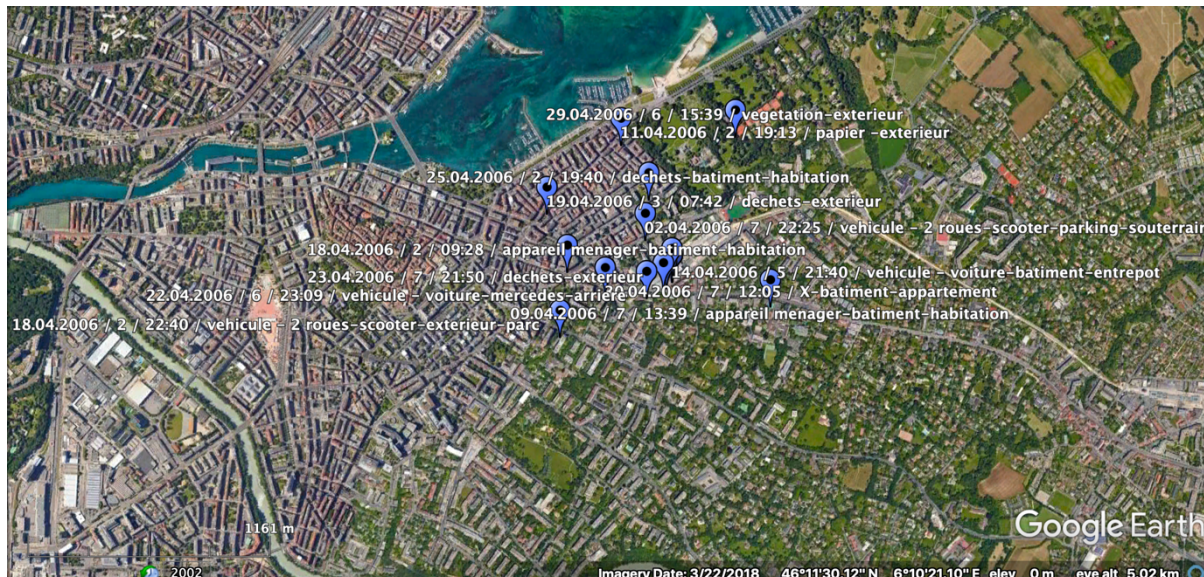 29.04.2006 / 6 / 15:39 / vegetation-exterieur
11.04.2006 / 2 / 19:13 / papier -exterieur
25.04.2006 / 2 / 19:40 / dechets-batiment-habitation
19.04.2006 / 3 / 07:42 / dechets-exterieur
02.04.2006 / 7 / 22:25 / vehicule - 2 roues-scooter-parking-souterrain
18.04.2006 / 2 / 09:28 / appareil menager-batiment-habitation
23.04.2006 / 7 / 21:50 / dechets-exterieur
14.04.2006 / 5 / 21:40 / vehicule - voiture-batiment-entrepot
22.04.2006 / 6 / 23:09 / vehicule - voiture-mercedes-arriere
30.04.2006 / 7 / 12:05 / X-batiment-appartement
09.04.2006 / 7 / 13:39 / appareil menager-batiment-habitation
18.04.2006 / 2 / 22:40 / vehicule - 2 roues-scooter-exterieur-parc
Google Earth
1161 m
2002
Imagery Date: 3/22/2018 46°11'30.12" N 6°10'21.10" E elev 0 m eye alt 5.02 km